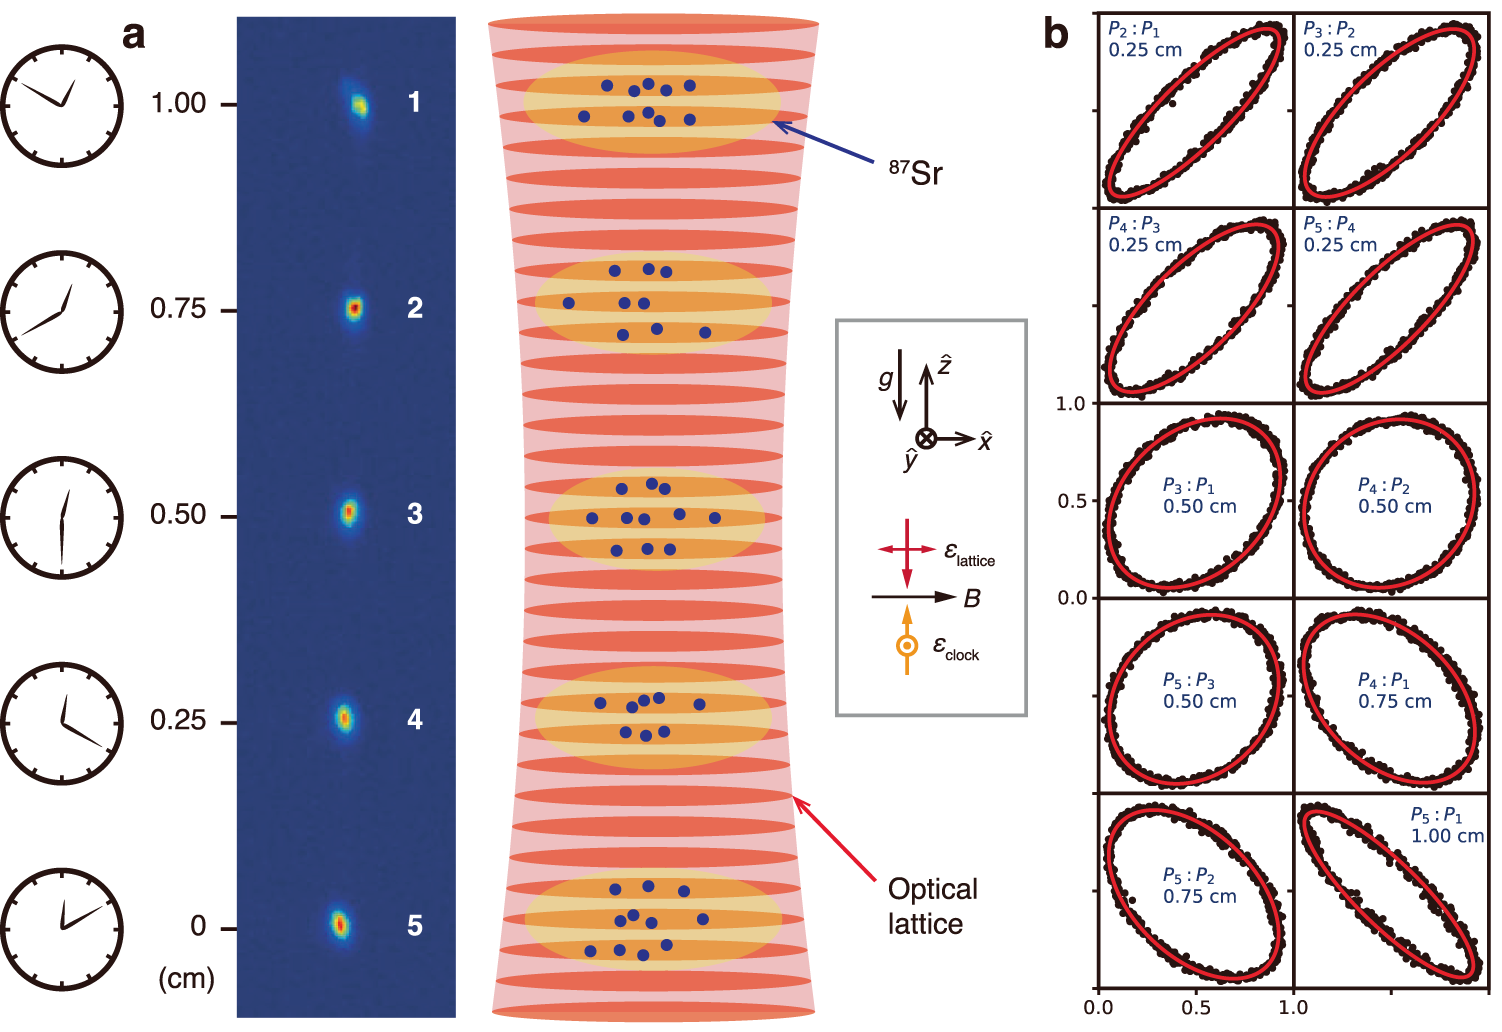 a
1.00
1
0.75
2
0.50
3
0.25
4
0
5
(cm)
⁸⁷Sr
Optical
lattice
g
ẑ
ŷ
x̂
ε_lattice
B
ε_clock
b
P₂ : P₁
0.25 cm
P₃ : P₂
0.25 cm
P₄ : P₃
0.25 cm
P₅ : P₄
0.25 cm
1.0
0.5
0.0
P₃ : P₁
0.50 cm
P₄ : P₂
0.50 cm
P₅ : P₃
0.50 cm
P₄ : P₁
0.75 cm
P₅ : P₂
0.75 cm
P₅ : P₁
1.00 cm
0.0 0.5 1.0